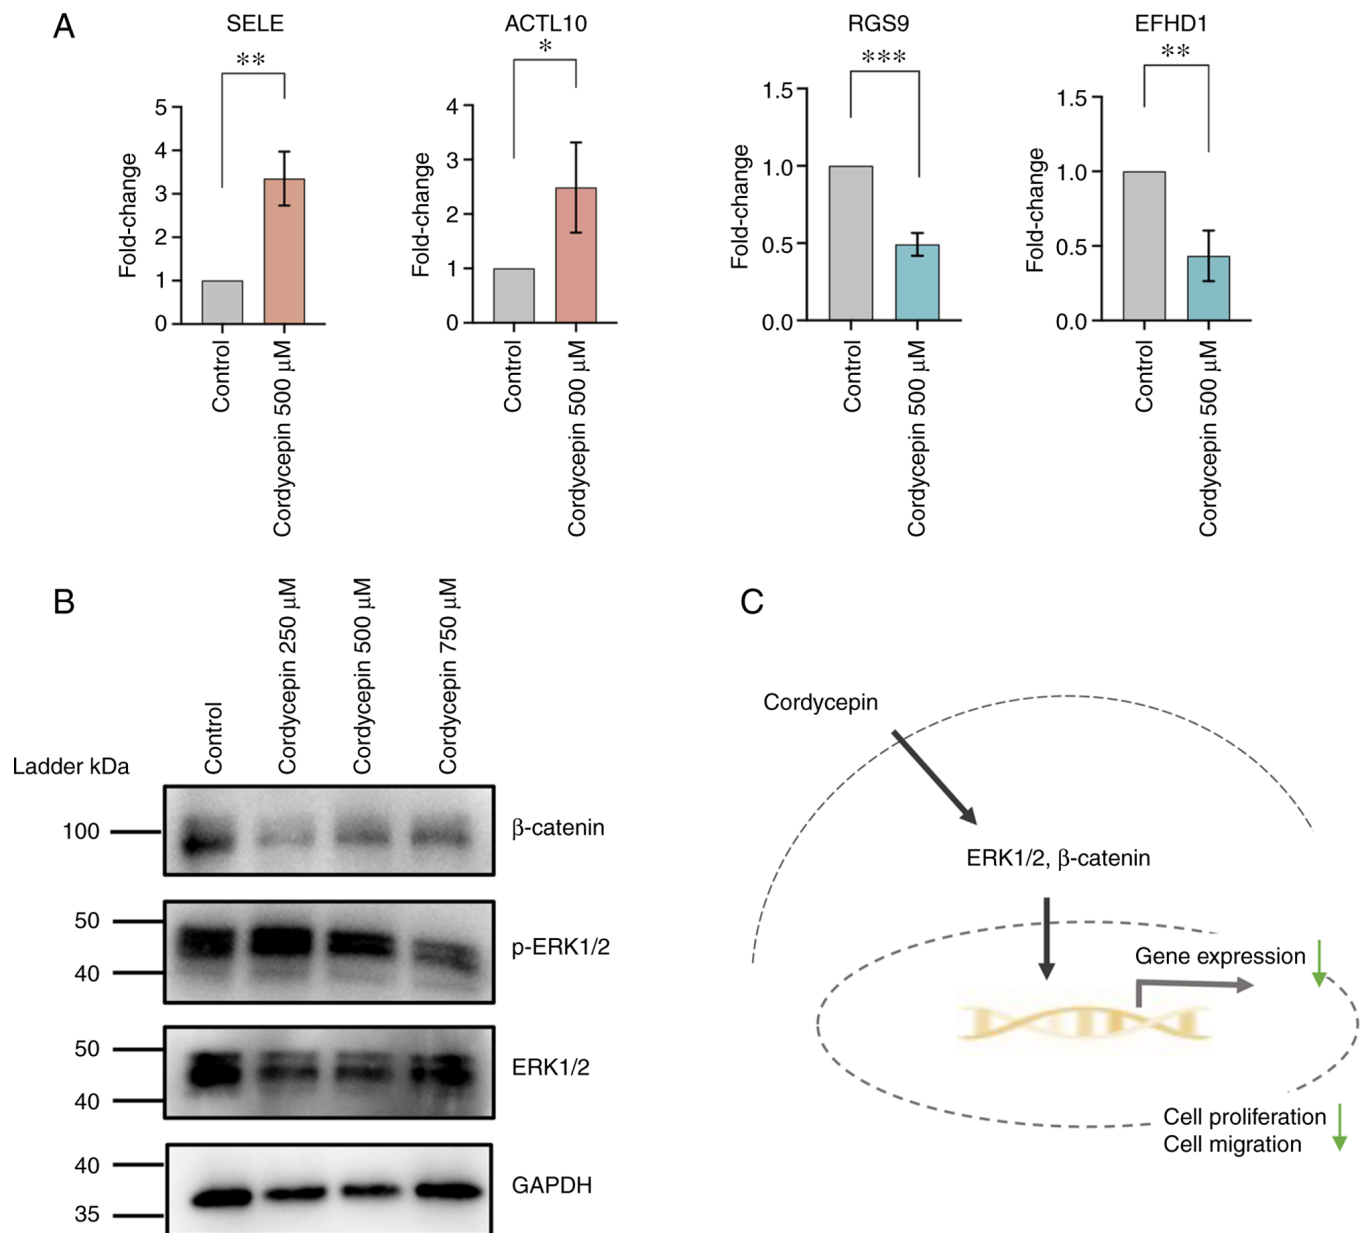 A
SELE
**
Fold-change
5
4
3
2
1
0
Control
Cordycepin 500 μM
ACTL10
*
Fold-change
4
3
2
1
0
Control
Cordycepin 500 μM
RGS9
***
Fold-change
1.5
1.0
0.5
0.0
Control
Cordycepin 500 μM
EFHD1
**
Fold-change
1.5
1.0
0.5
0.0
Control
Cordycepin 500 μM
B
Control
Cordycepin 250 μM
Cordycepin 500 μM
Cordycepin 750 μM
Ladder kDa
100
β-catenin
50
p-ERK1/2
40
50
ERK1/2
40
40
GAPDH
35
C
Cordycepin
ERK1/2, β-catenin
Gene expression
Cell proliferation
Cell migration